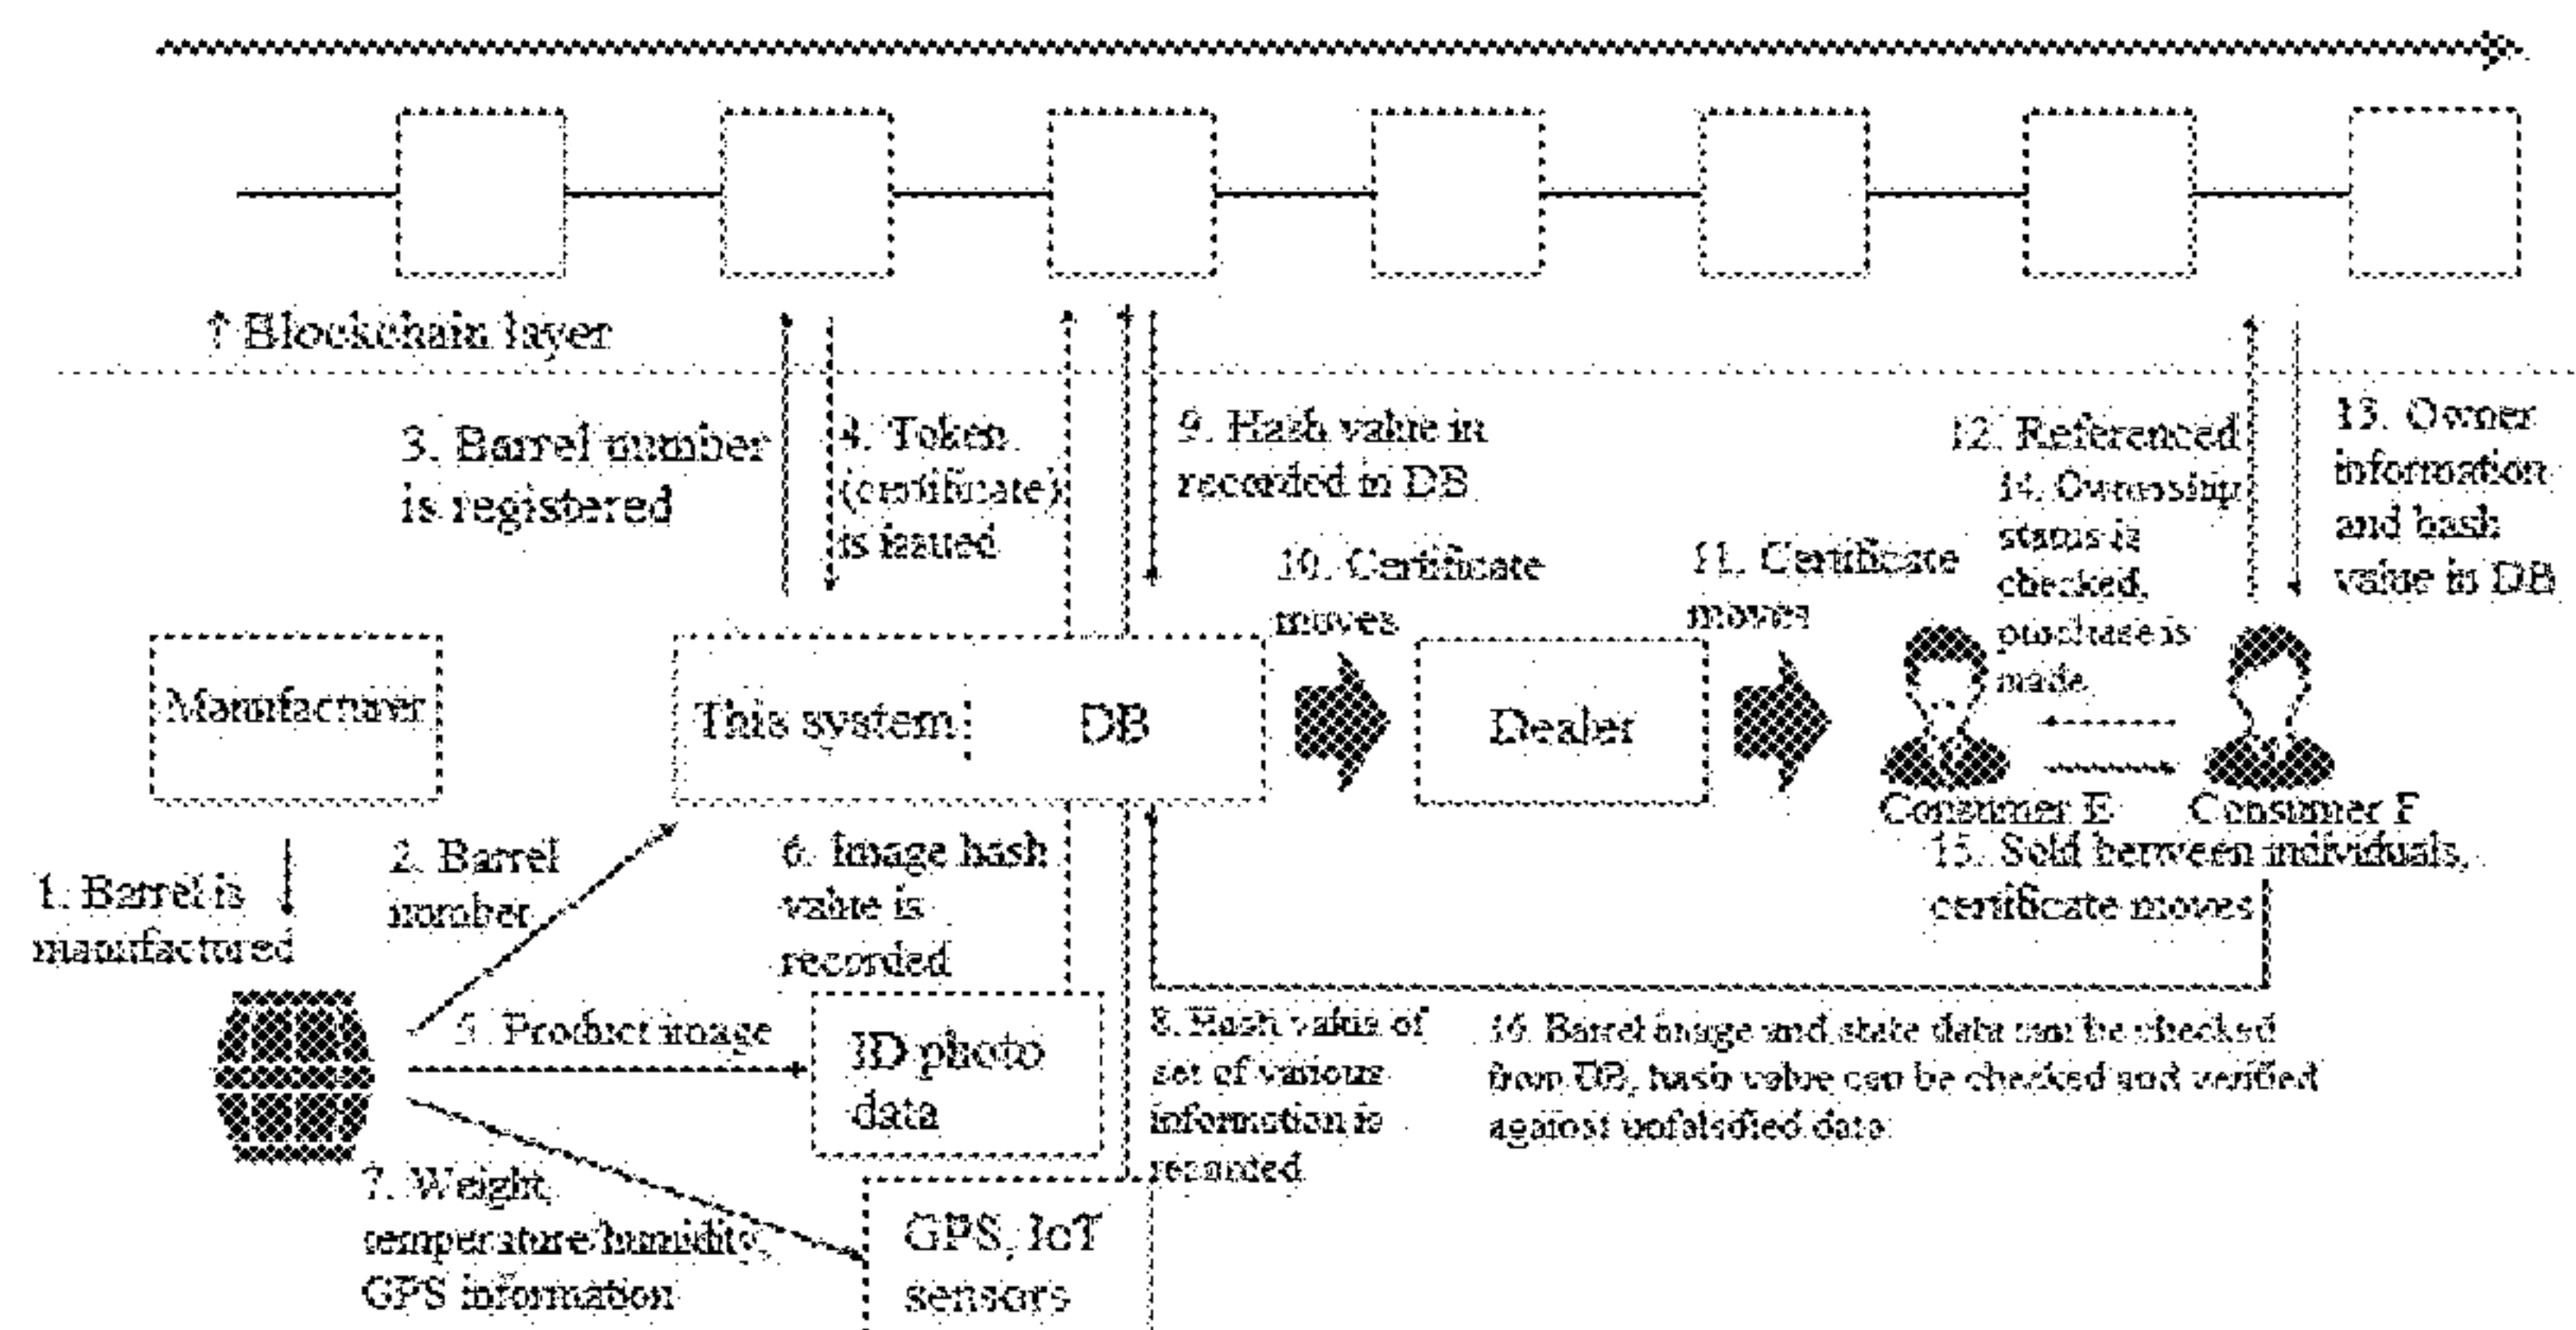 ↑ Blockchain layer
3. Barrel number
is registered
4. Token
(certificate)
is issued
9. Hash value in
recorded in DB
10. Certificate
moves
11. Certificate
moves
12. Referenced
14. Ownership
status is
checked,
purchase is
made
13. Owner
information
and hash
value in DB
Manufacturer
This system
DB
Dealer
Consumer E
Consumer F
1. Barrel is
manufactured
2. Barrel
number
6. Image hash
value is
recorded
15. Sold between individuals,
certificate moves
5. Product image
ID photo
data
8. Hash value of
set of various
information is
recorded
16. Barrel image and state data can be checked
from DB, hash value can be checked and verified
against unfalsified data
7. Weight,
temperature/humidity,
GPS information
GPS, IoT
sensors